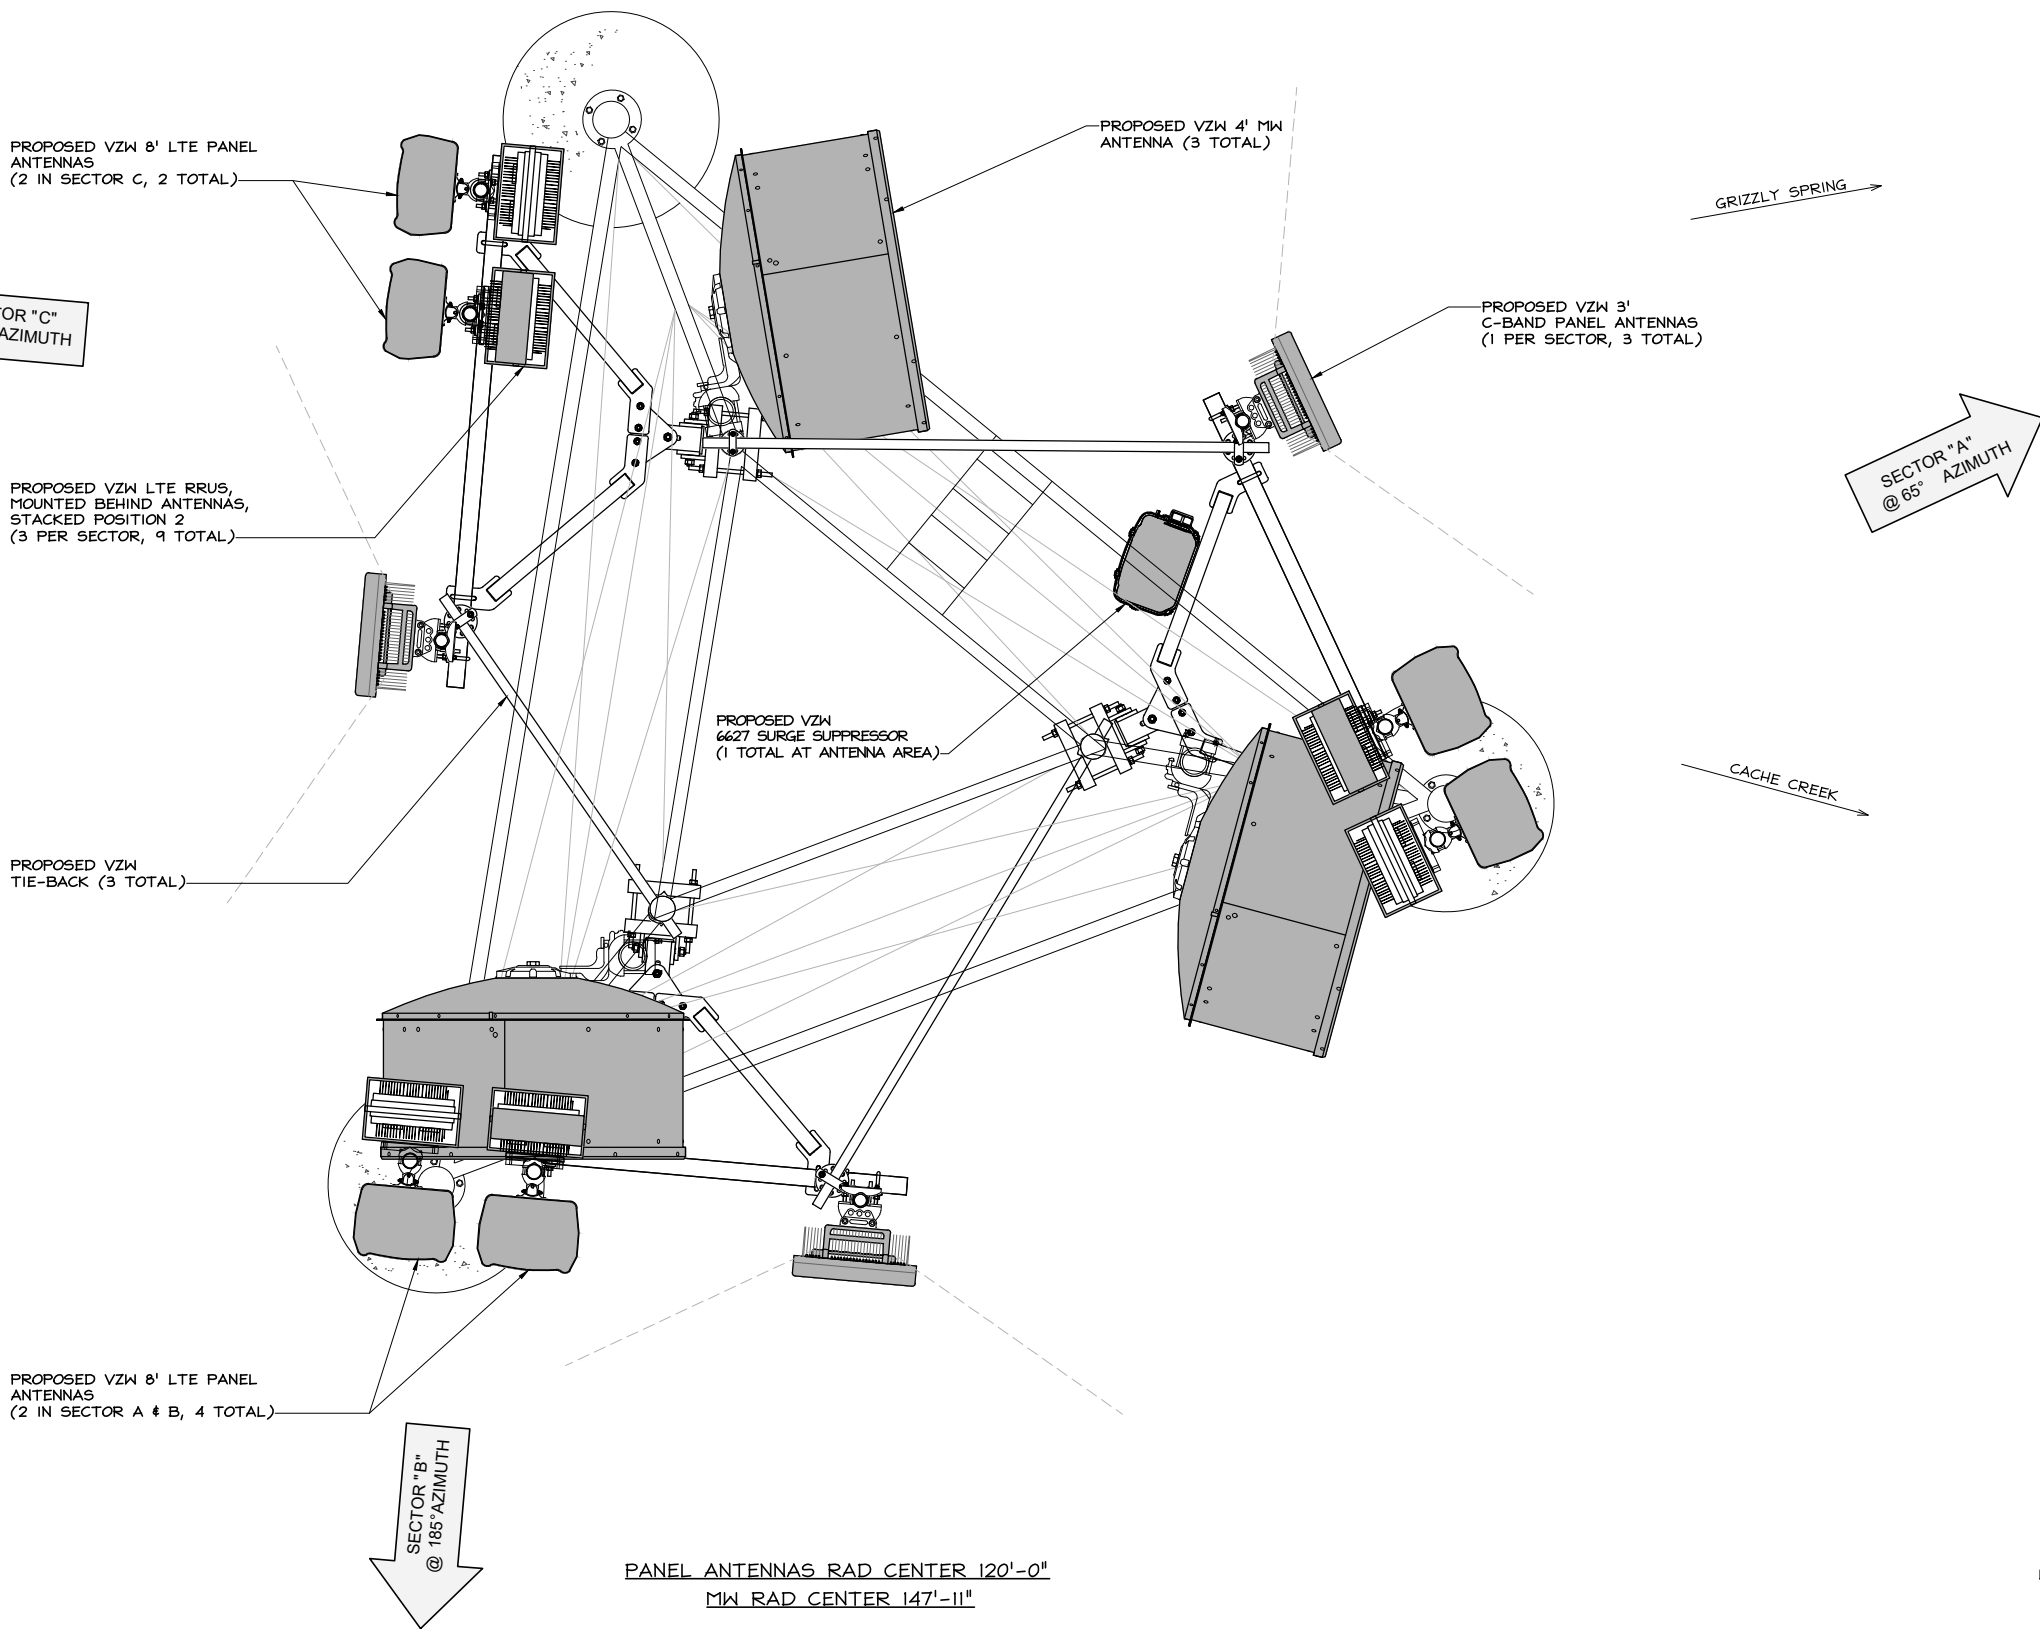 PROPOSED VZW 8' LTE PANEL
ANTENNAS
(2 IN SECTOR C, 2 TOTAL)
PROPOSED VZW 4' MW
ANTENNA (3 TOTAL)
GRIZZLY SPRING
"C"
AZIMUTH
PROPOSED VZW 3'
C-BAND PANEL ANTENNAS
(1 PER SECTOR, 3 TOTAL)
SECTOR "A"
@ 65° AZIMUTH
PROPOSED VZW LTE RRUS,
MOUNTED BEHIND ANTENNAS,
STACKED POSITION 2
(3 PER SECTOR, 9 TOTAL)
PROPOSED VZW
6627 SURGE SUPPRESSOR
(1 TOTAL AT ANTENNA AREA)
CACHE CREEK
PROPOSED VZW
TIE-BACK (3 TOTAL)
PROPOSED VZW 8' LTE PANEL
ANTENNAS
(2 IN SECTOR A & B, 4 TOTAL)
SECTOR "B"
@ 185° AZIMUTH
PANEL ANTENNAS RAD CENTER 120'-0"
MW RAD CENTER 147'-11"